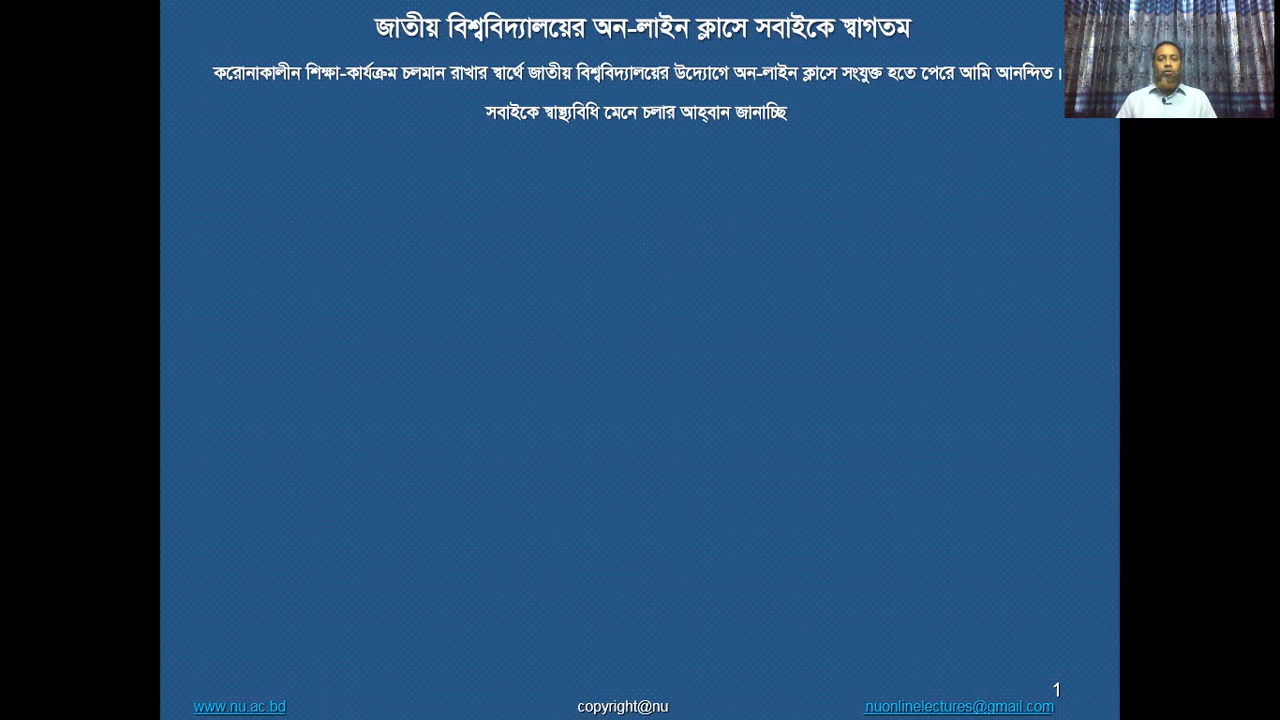 জাতীয় বিশ্ববিদ্যালয়ের অন-লাইন ক্লাসে সবাইকে স্বাগতম
করোনাকালীন শিক্ষা-কার্যক্রম চলমান রাখার স্বার্থে জাতীয় বিশ্ববিদ্যালয়ের উদ্যোগে অন-লাইন ক্লাসে সংযুক্ত হতে পেরে আমি আনন্দিত।
সবাইকে স্বাস্থ্যবিধি মেনে চলার আহ্বান জানাচ্ছি
1
www.nu.ac.bd copyright@nu nuonlinelectures@gmail.com